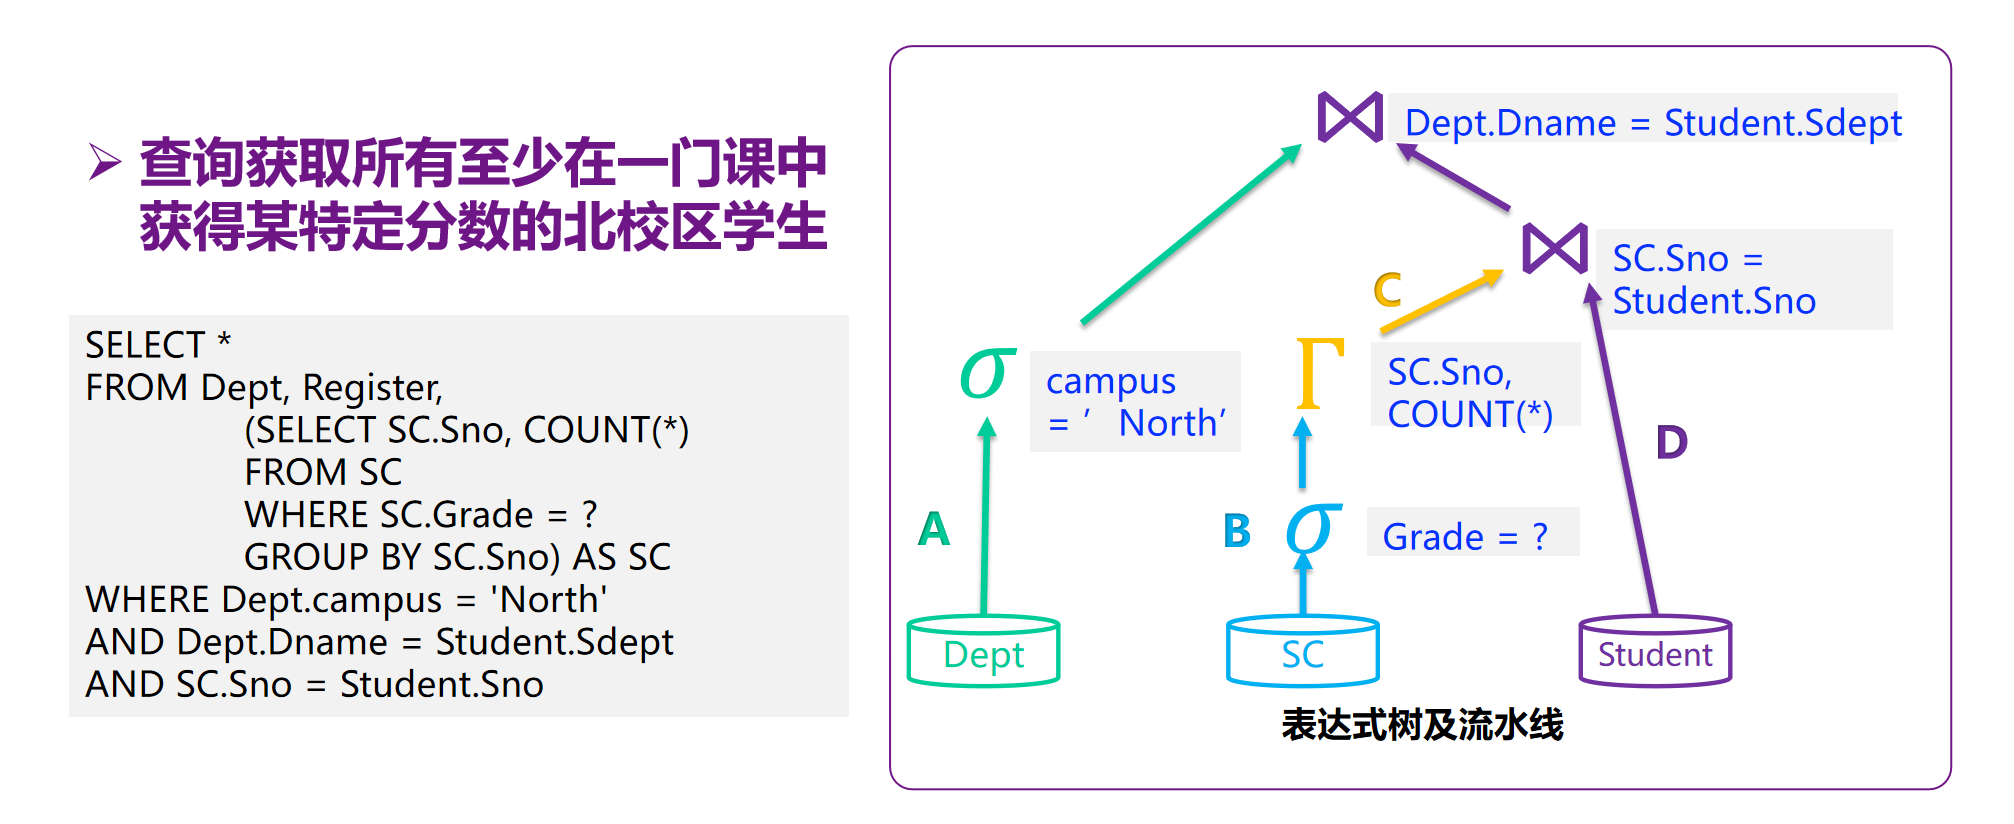 查询获取所有至少在一门课中
获得某特定分数的北校区学生
SELECT *
FROM Dept, Register,
(SELECT SC.Sno, COUNT(*)
FROM SC
WHERE SC.Grade = ?
GROUP BY SC.Sno) AS SC
WHERE Dept.campus = 'North'
AND Dept.Dname = Student.Sdept
AND SC.Sno = Student.Sno
⋈ Dept.Dname = Student.Sdept
⋈ SC.Sno =
Student.Sno
C
σ campus
= ’ North’
Γ SC.Sno,
COUNT(*)
D
A
B
σ Grade = ?
Dept
SC
Student
表达式树及流水线